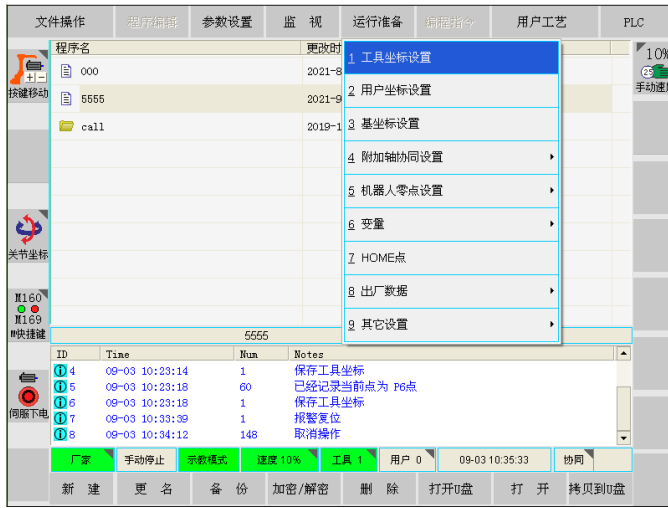 文件操作 程序编辑 参数设置 监 视 运行准备 编程指令 用户工艺 PLC
程序名 更改时
000 2021-8
5555 2021-9
call 2019-1
1 工具坐标设置
2 用户坐标设置
3 基坐标设置
4 附加轴协同设置
5 机器人零点设置
6 变量
7 HOME点
8 出厂数据
9 其它设置
按键移动
关节坐标
M160
M169
M快捷键
伺服下电
10%
25
手动速
5555
ID Time Num Notes
4 09-03 10:23:14 1 保存工具坐标
5 09-03 10:23:18 60 已经记录当前点为 P6点
6 09-03 10:23:18 1 保存工具坐标
7 09-03 10:33:39 1 报警复位
8 09-03 10:34:12 148 取消操作
厂家 手动停止 示教模式 速度 10% 工具 1 用户 0 09-03 10:35:33 协同
新 建 更 名 备 份 加密/解密 删 除 打开U盘 打 开 拷贝到U盘